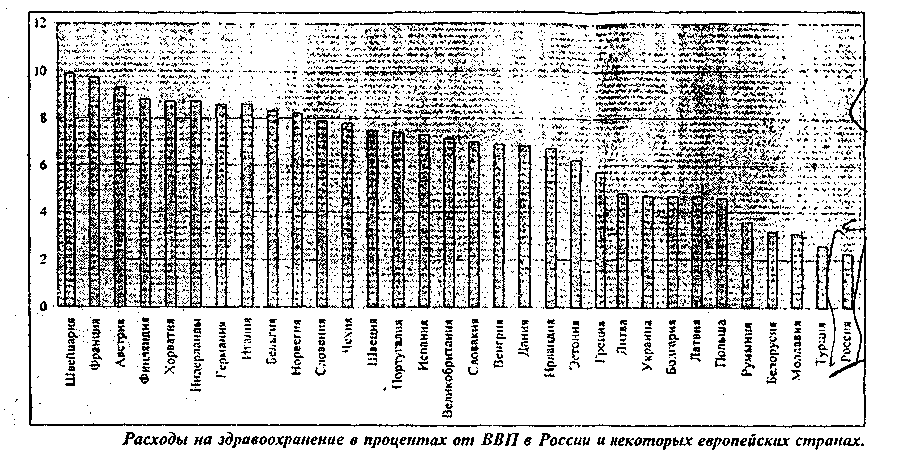 12
10
8
6
4
2
0
Швейцария
Франция
Австрия
Финляндия
Хорватия
Нидерланды
Германия
Италия
Бельгия
Норвегия
Словения
Чехия
Швеция
Португалия
Испания
Великобритания
Словакия
Венгрия
Дания
Ирландия
Эстония
Греция
Литва
Украина
Болгария
Латвия
Польша
Румыния
Белорусия
Молдавия
Турция
Россия
Расходы на здравоохранение в процентах от ВВП в России и некоторых европейских странах.